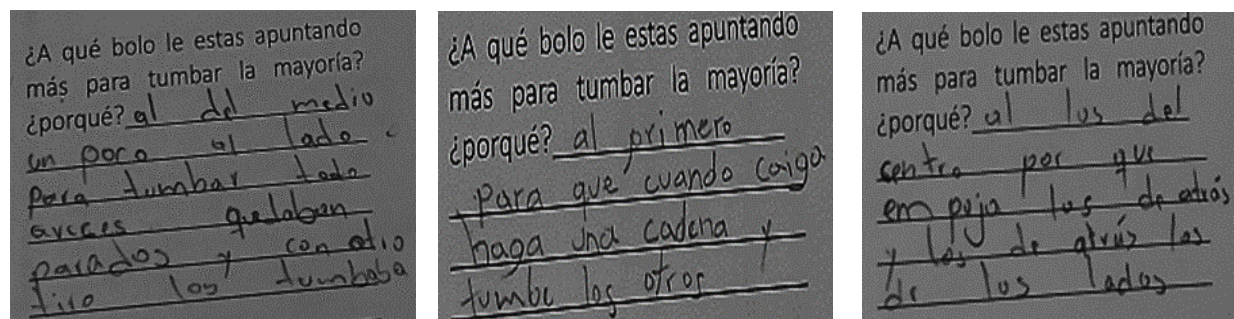 ¿A qué bolo le estas apuntando
más para tumbar la mayoría?
¿porqué? al del medio
un poco al lado
para tumbar todo
aveces quedaban
parados y con otro
tiro los tumbaba
¿A qué bolo le estas apuntando
más para tumbar la mayoría?
¿porqué? al primero
para que cuando caiga
haga una cadena y
tumbe los otros
¿A qué bolo le estas apuntando
más para tumbar la mayoría?
¿porqué? al los del
centro por que
empuja los de atrás
y los de atrás los
de los lados